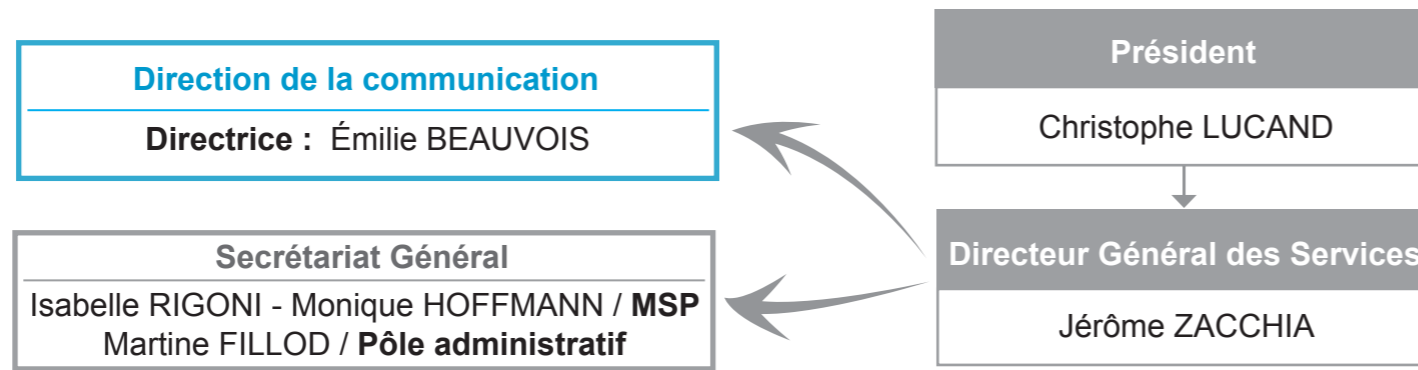 Direction de la communication
Directrice : Émilie BEAUVOIS
Secrétariat Général
Isabelle RIGONI - Monique HOFFMANN / MSP
Martine FILLOD / Pôle administratif
Président
Christophe LUCAND
Directeur Général des Services
Jérôme ZACCHIA